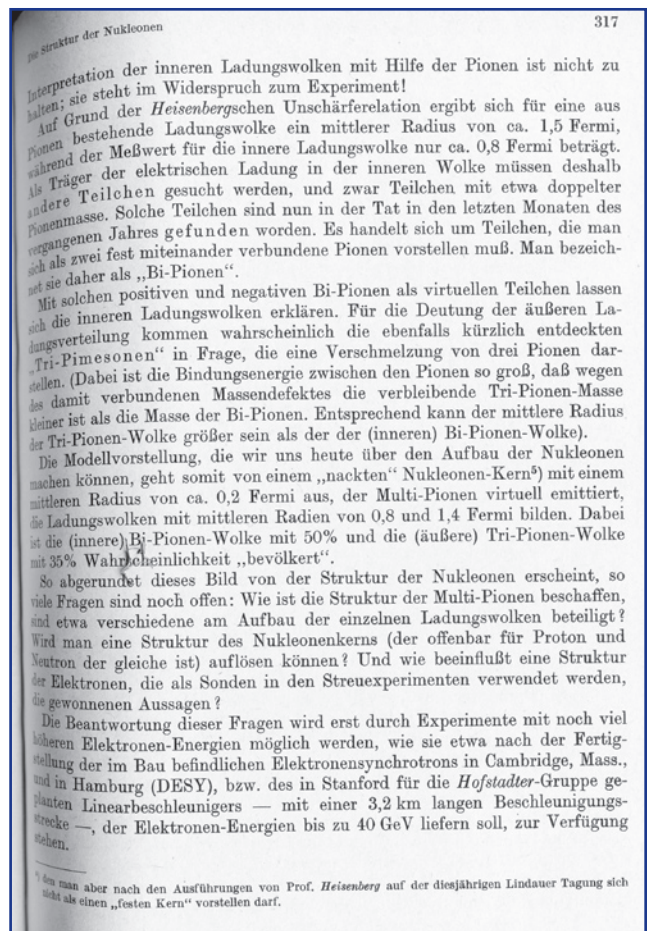 Die Struktur der Nukleonen
317
Interpretation der inneren Ladungswolken mit Hilfe der Pionen ist nicht zu
halten; sie steht im Widerspruch zum Experiment!
Auf Grund der Heisenbergschen Unschärferelation ergibt sich für eine aus
Pionen bestehende Ladungswolke ein mittlerer Radius von ca. 1,5 Fermi,
während der Meßwert für die innere Ladungswolke nur ca. 0,8 Fermi beträgt.
Als Träger der elektrischen Ladung in der inneren Wolke müssen deshalb
andere Teilchen gesucht werden, und zwar Teilchen mit etwa doppelter
Pionenmasse. Solche Teilchen sind nun in der Tat in den letzten Monaten des
vergangenen Jahres gefunden worden. Es handelt sich um Teilchen, die man
sich als zwei fest miteinander verbundene Pionen vorstellen muß. Man bezeich-
net sie daher als „Bi-Pionen“.
Mit solchen positiven und negativen Bi-Pionen als virtuellen Teilchen lassen
sich die inneren Ladungswolken erklären. Für die Deutung der äußeren La-
dungsverteilung kommen wahrscheinlich die ebenfalls kürzlich entdeckten
„Tri-Pimesonen“ in Frage, die eine Verschmelzung von drei Pionen dar-
stellen. (Dabei ist die Bindungsenergie zwischen den Pionen so groß, daß wegen
des damit verbundenen Massendefektes die verbleibende Tri-Pionen-Masse
kleiner ist als die Masse der Bi-Pionen. Entsprechend kann der mittlere Radius
der Tri-Pionen-Wolke größer sein als der der (inneren) Bi-Pionen-Wolke).
Die Modellvorstellung, die wir uns heute über den Aufbau der Nukleonen
machen können, geht somit von einem „nackten“ Nukleonen-Kern⁵) mit einem
mittleren Radius von ca. 0,2 Fermi aus, der Multi-Pionen virtuell emittiert,
die Ladungswolken mit mittleren Radien von 0,8 und 1,4 Fermi bilden. Dabei
ist die (innere) Bi-Pionen-Wolke mit 50% und die (äußere) Tri-Pionen-Wolke
mit 35% Wahrscheinlichkeit „bevölkert“.
So abgerundet dieses Bild von der Struktur der Nukleonen erscheint, so
viele Fragen sind noch offen: Wie ist die Struktur der Multi-Pionen beschaffen,
sind etwa verschiedene am Aufbau der einzelnen Ladungswolken beteiligt?
Wird man eine Struktur des Nukleonenkerns (der offenbar für Proton und
Neutron der gleiche ist) auflösen können? Und wie beeinflußt eine Struktur
der Elektronen, die als Sonden in den Streuexperimenten verwendet werden,
die gewonnenen Aussagen?
Die Beantwortung dieser Fragen wird erst durch Experimente mit noch viel
höheren Elektronen-Energien möglich werden, wie sie etwa nach der Fertig-
stellung der im Bau befindlichen Elektronensynchrotrons in Cambridge, Mass.,
und in Hamburg (DESY), bzw. des in Stanford für die Hofstadter-Gruppe ge-
planten Linearbeschleunigers — mit einer 3,2 km langen Beschleunigungs-
strecke —, der Elektronen-Energien bis zu 40 GeV liefern soll, zur Verfügung
stehen.
⁵) den man aber nach den Ausführungen von Prof. Heisenberg auf der diesjährigen Lindauer Tagung sich
nicht als einen „festen Kern“ vorstellen darf.